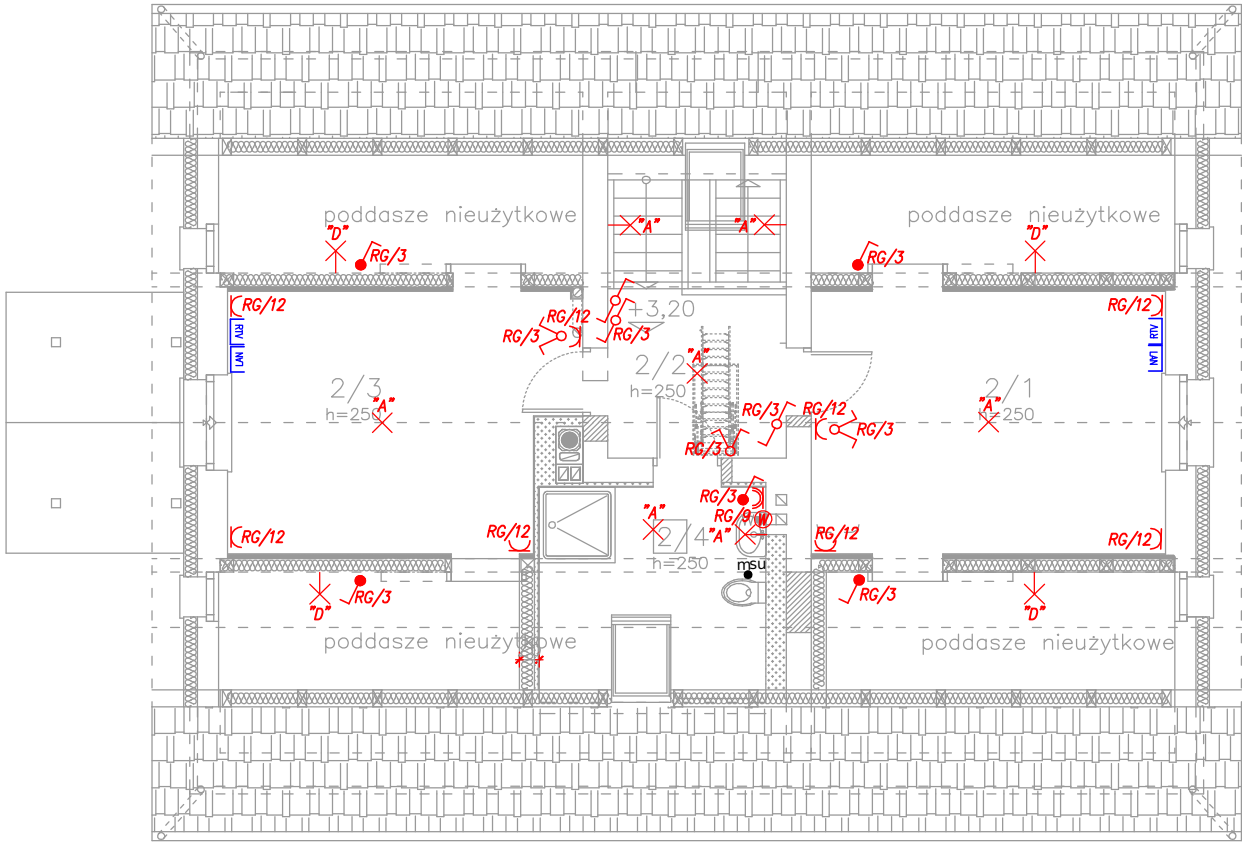 poddasze nieużytkowe
poddasze nieużytkowe
"D"
RG/3
"A"
"A"
RG/3
"D"
RG/12
RTV
LAN
RG/12
RG/3
+3,20
RG/3
RG/12
RTV
LAN
2/3
h=250
"A"
2/2
h=250
"A"
2/1
h=250
"A"
RG/3
RG/12
RG/3
RG/3
RG/3
RG/9
W
"A"
"A"
2/4
h=250
RG/12
RG/12
RG/12
RG/12
msu
"D"
RG/3
RG/3
"D"
poddasze nieużytkowe
poddasze nieużytkowe